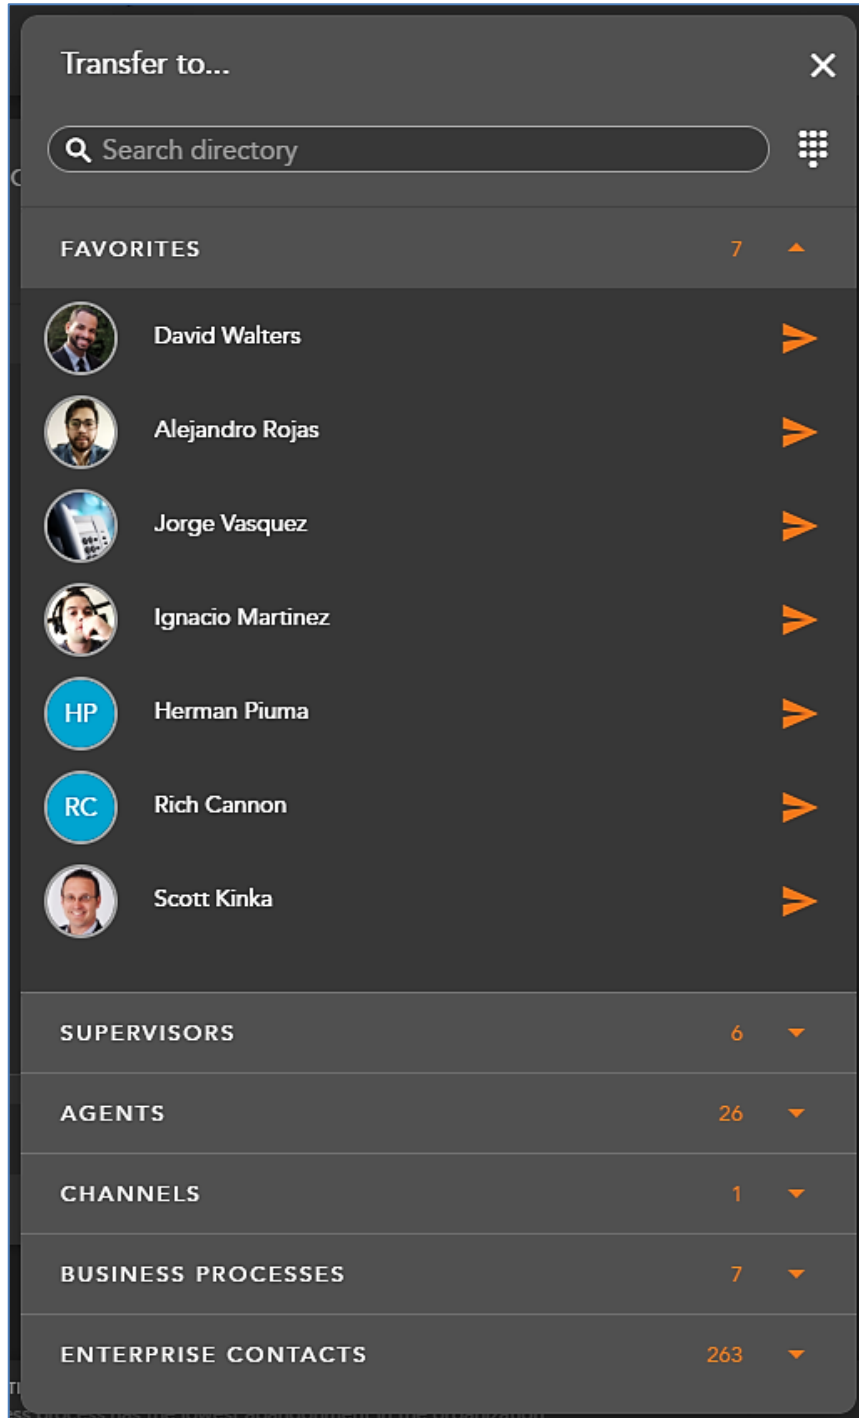 Transfer to...
Search directory
FAVORITES 7
David Walters
Alejandro Rojas
Jorge Vasquez
Ignacio Martinez
HP Herman Piuma
RC Rich Cannon
Scott Kinka
SUPERVISORS 6
AGENTS 26
CHANNELS 1
BUSINESS PROCESSES 7
ENTERPRISE CONTACTS 263